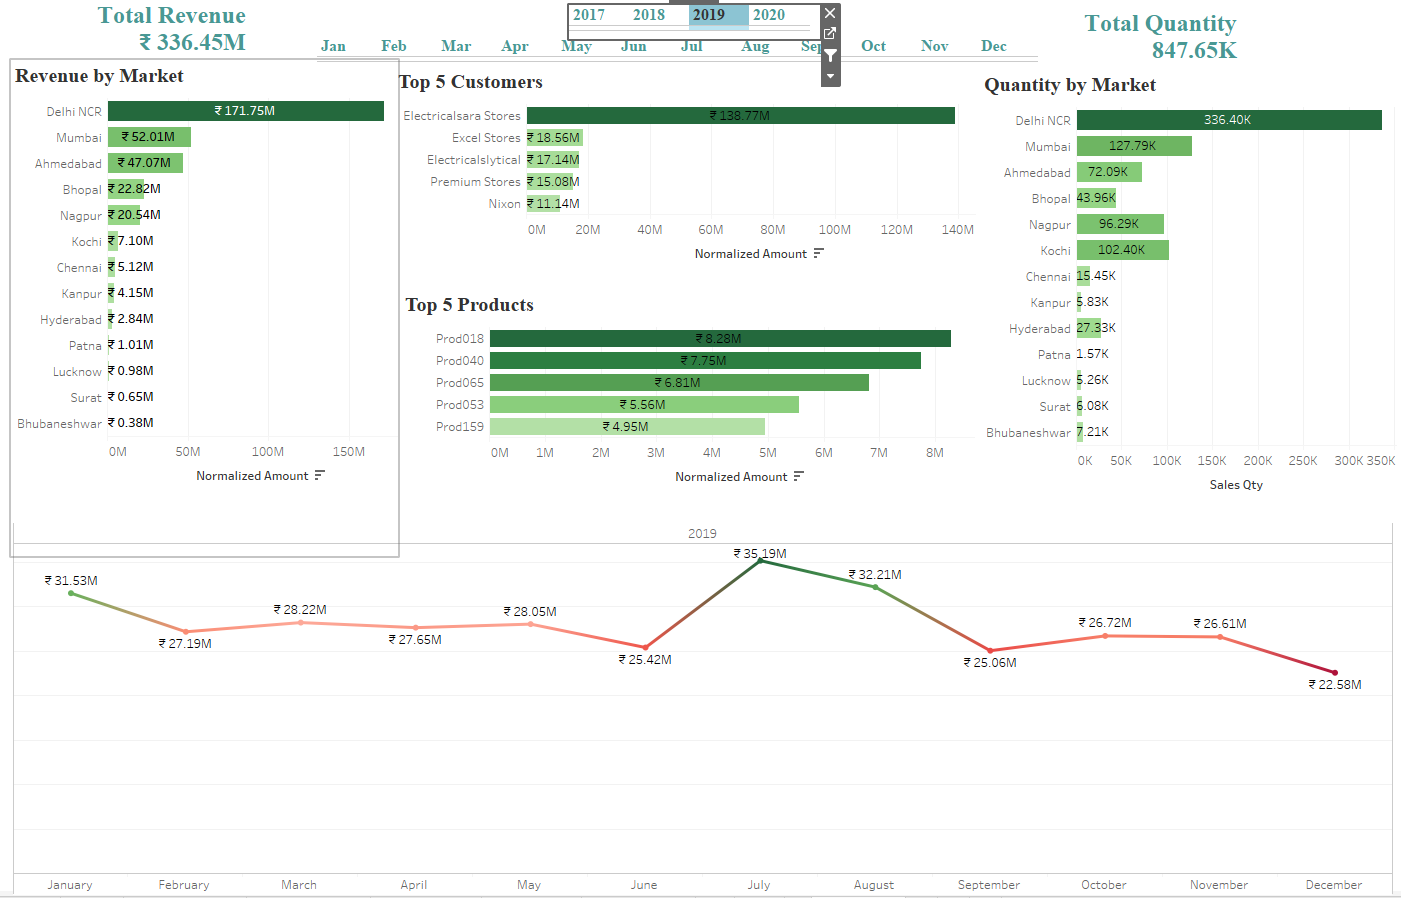 Total Revenue
₹ 336.45M
2017 2018 2019 2020
Jan Feb Mar Apr May Jun Jul Aug Sep Oct Nov Dec
Total Quantity
847.65K
Revenue by Market
Delhi NCR ₹ 171.75M
Mumbai ₹ 52.01M
Ahmedabad ₹ 47.07M
Bhopal ₹ 22.82M
Nagpur ₹ 20.54M
Kochi ₹ 7.10M
Chennai ₹ 5.12M
Kanpur ₹ 4.15M
Hyderabad ₹ 2.84M
Patna ₹ 1.01M
Lucknow ₹ 0.98M
Surat ₹ 0.65M
Bhubaneshwar ₹ 0.38M
0M 50M 100M 150M
Normalized Amount
Top 5 Customers
Electricalsara Stores ₹ 138.77M
Excel Stores ₹ 18.56M
Electricalslytical ₹ 17.14M
Premium Stores ₹ 15.08M
Nixon ₹ 11.14M
0M 20M 40M 60M 80M 100M 120M 140M
Normalized Amount
Top 5 Products
Prod018 ₹ 8.28M
Prod040 ₹ 7.75M
Prod065 ₹ 6.81M
Prod053 ₹ 5.56M
Prod159 ₹ 4.95M
0M 1M 2M 3M 4M 5M 6M 7M 8M
Normalized Amount
Quantity by Market
Delhi NCR 336.40K
Mumbai 127.79K
Ahmedabad 72.09K
Bhopal 43.96K
Nagpur 96.29K
Kochi 102.40K
Chennai 15.45K
Kanpur 5.83K
Hyderabad 27.33K
Patna 1.57K
Lucknow 5.26K
Surat 6.08K
Bhubaneshwar 7.21K
0K 50K 100K 150K 200K 250K 300K 350K
Sales Qty
2019
₹ 31.53M
₹ 27.19M
₹ 28.22M
₹ 27.65M
₹ 28.05M
₹ 25.42M
₹ 35.19M
₹ 32.21M
₹ 25.06M
₹ 26.72M
₹ 26.61M
₹ 22.58M
January February March April May June July August September October November December